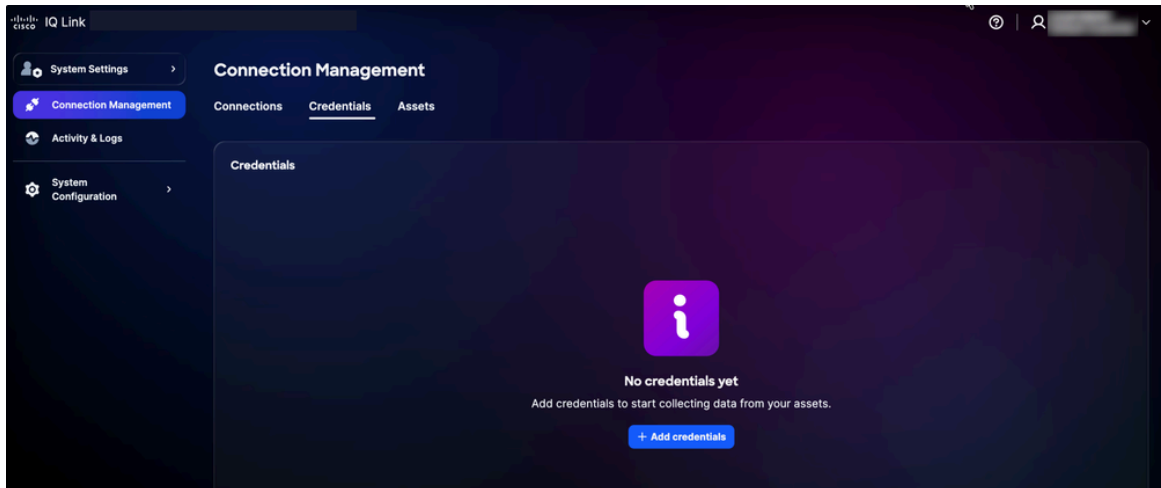 cisco IQ Link
System Settings
Connection Management
Activity & Logs
System
Configuration
Connection Management
Connections Credentials Assets
Credentials
No credentials yet
Add credentials to start collecting data from your assets.
+ Add credentials